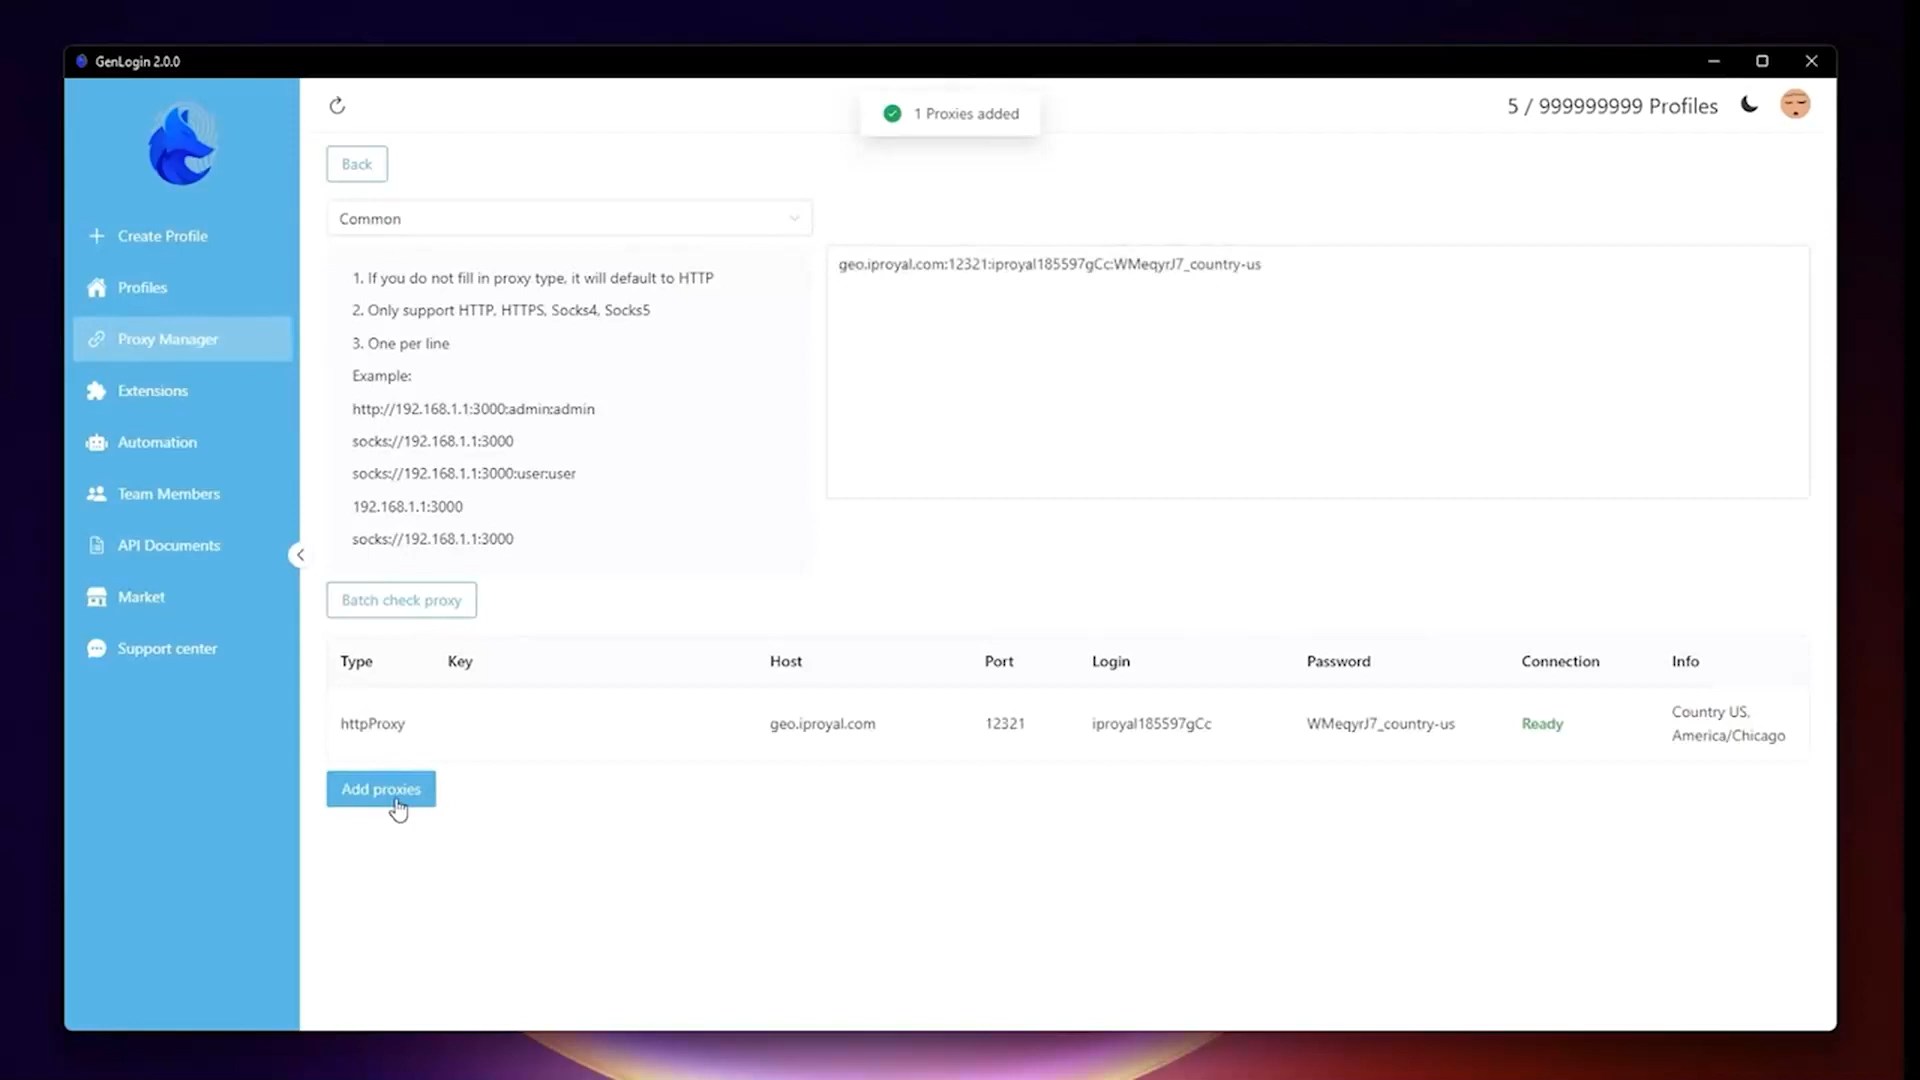 GenLogin 2.0.0
1 Proxies added
5 / 999999999 Profiles
Back
Create Profile
Profiles
Proxy Manager
Extensions
Automation
Team Members
API Documents
Market
Support center
Common
1. If you do not fill in proxy type, it will default to HTTP
2. Only support HTTP, HTTPS, Socks4, Socks5
3. One per line
Example:
http://192.168.1.1:3000:admin:admin
socks://192.168.1.1:3000
socks://192.168.1.1:3000:user:user
192.168.1.1:3000
socks://192.168.1.1:3000
geo.iproyal.com:12321:iproyal185597gCc:WMeqyrJ7_country-us
Batch check proxy
Type Key Host Port Login Password Connection Info
httpProxy geo.iproyal.com 12321 iproyal185597gCc WMeqyrJ7_country-us Ready Country US,
America/Chicago
Add proxies